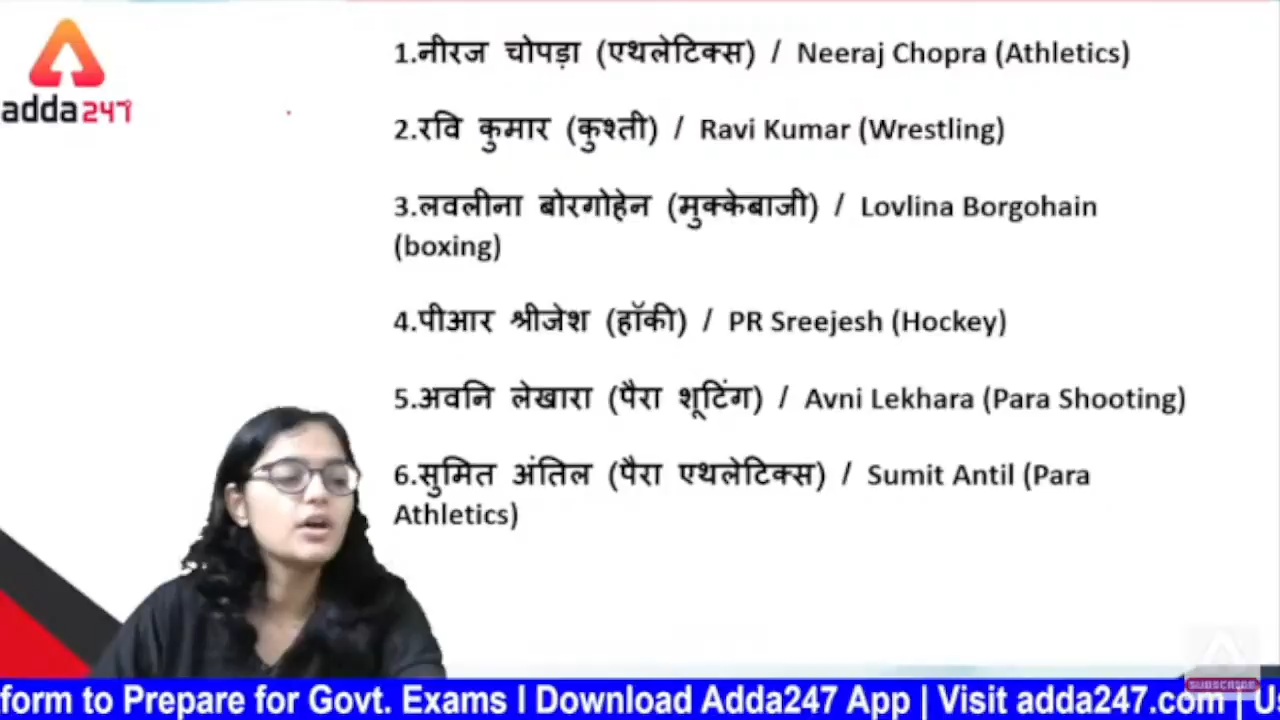 adda247
1.नीरज चोपड़ा (एथलेटिक्स) / Neeraj Chopra (Athletics)
2.रवि कुमार (कुश्ती) / Ravi Kumar (Wrestling)
3.लवलीना बोरगोहेन (मुक्केबाजी) / Lovlina Borgohain
(boxing)
4.पीआर श्रीजेश (हॉकी) / PR Sreejesh (Hockey)
5.अवनि लेखारा (पैरा शूटिंग) / Avni Lekhara (Para Shooting)
6.सुमित अंतिल (पैरा एथलेटिक्स) / Sumit Antil (Para
Athletics)
SUBSCRIBE
form to Prepare for Govt. Exams I Download Adda247 App | Visit adda247.com | Us